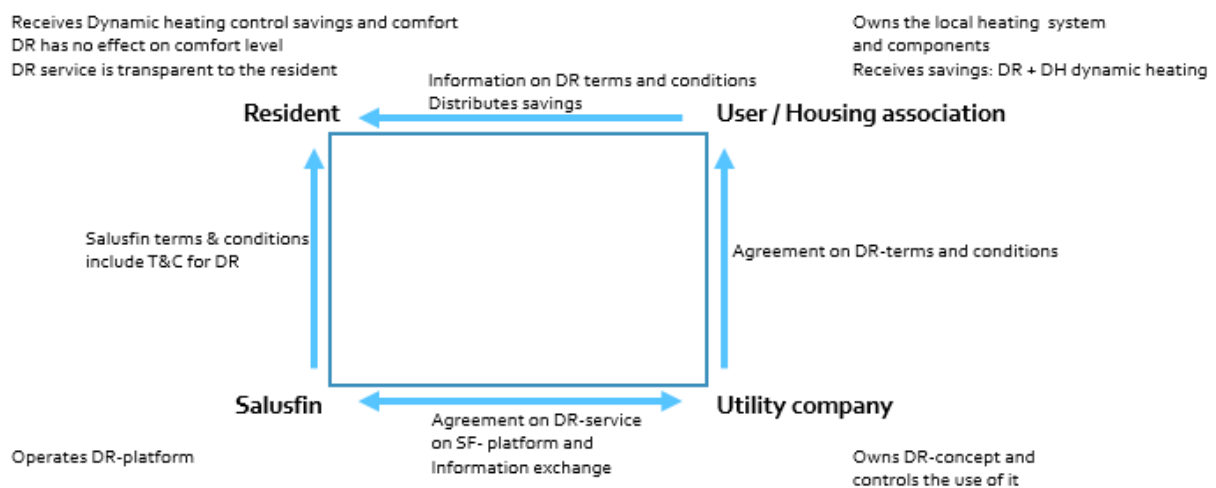 Receives Dynamic heating control savings and comfort
DR has no effect on comfort level
DR service is transparent to the resident
Owns the local heating system
and components
Receives savings: DR + DH dynamic heating
Information on DR terms and conditions
Distributes savings
Resident
User / Housing association
Salusfin terms & conditions
include T&C for DR
Agreement on DR-terms and conditions
Salusfin
Utility company
Agreement on DR-service
on SF- platform and
Information exchange
Operates DR-platform
Owns DR-concept and
controls the use of it